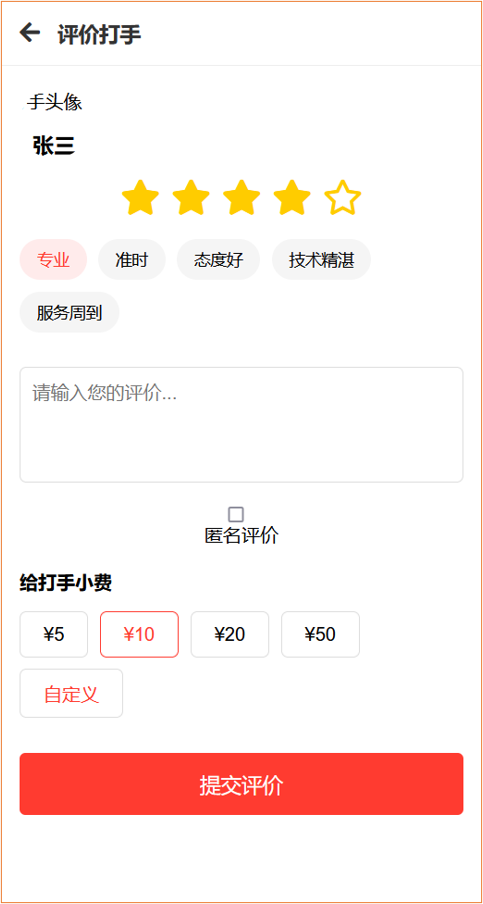 评价打手
手头像
张三
专业 准时 态度好 技术精湛
服务周到
请输入您的评价...
匿名评价
给打手小费
¥5 ¥10 ¥20 ¥50
自定义
提交评价